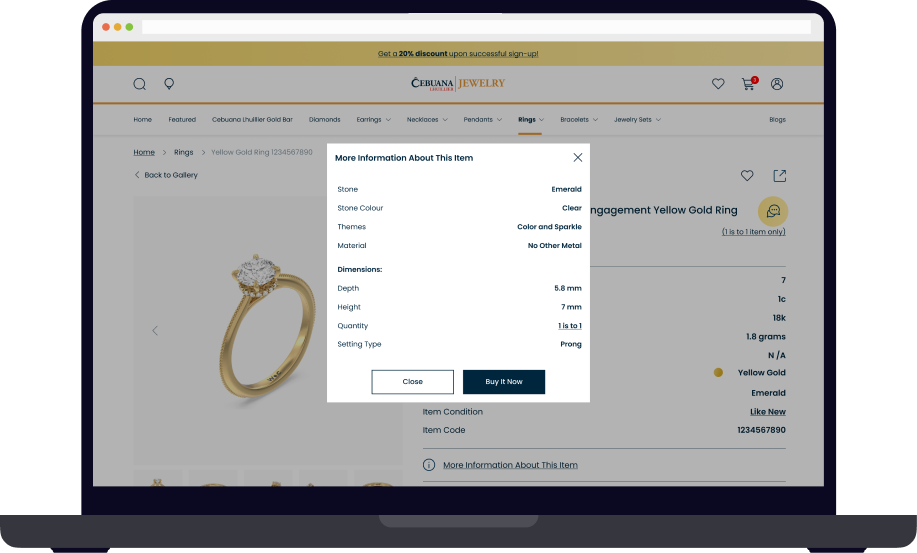 Get a 20% discount upon successful sign-up!
CEBUANA LHUILLIER JEWELRY
3
Home Featured Cebuana Lhuillier Gold Bar Diamonds Earrings Necklaces Pendants Rings Bracelets Jewelry Sets Blogs
Home > Rings > Yellow Gold Ring 1234567890
Back to Gallery
More Information About This Item
Stone Emerald
Stone Colour Clear
Themes Color and Sparkle
Material No Other Metal
Dimensions:
Depth 5.8 mm
Height 7 mm
Quantity 1 is to 1
Setting Type Prong
Close Buy It Now
ngagement Yellow Gold Ring
(1 is to 1 item only)
7
1c
18k
1.8 grams
N /A
Yellow Gold
Emerald
Item Condition Like New
Item Code 1234567890
More Information About This Item